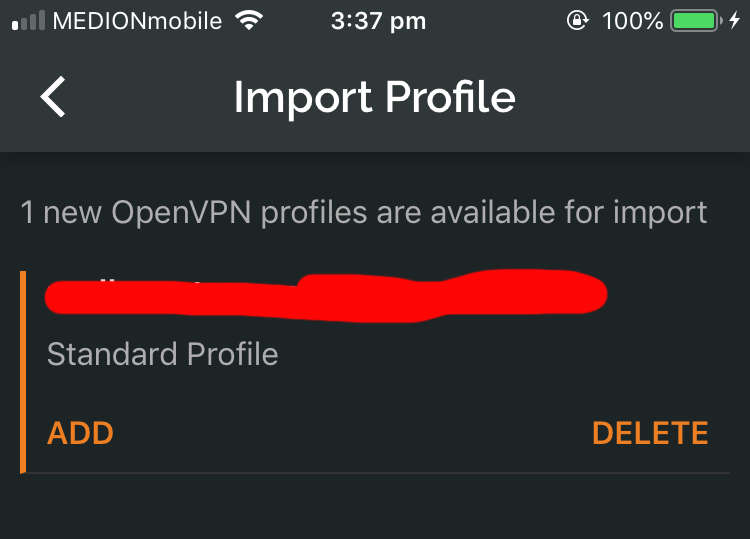 MEDIONmobile 3:37 pm 100%
Import Profile
1 new OpenVPN profiles are available for import
Standard Profile
ADD DELETE